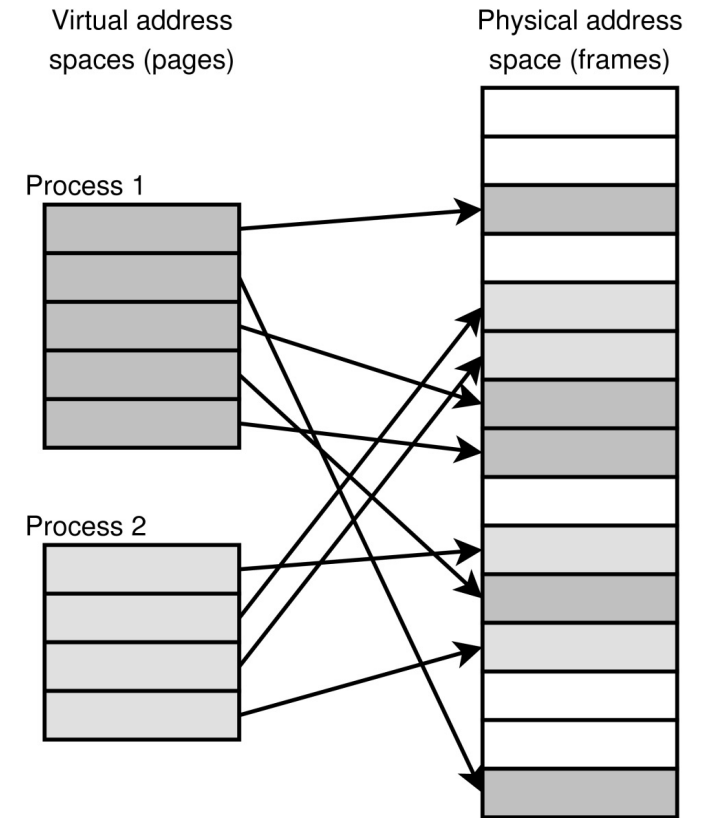 Virtual address
spaces (pages)
Physical address
space (frames)
Process 1
Process 2